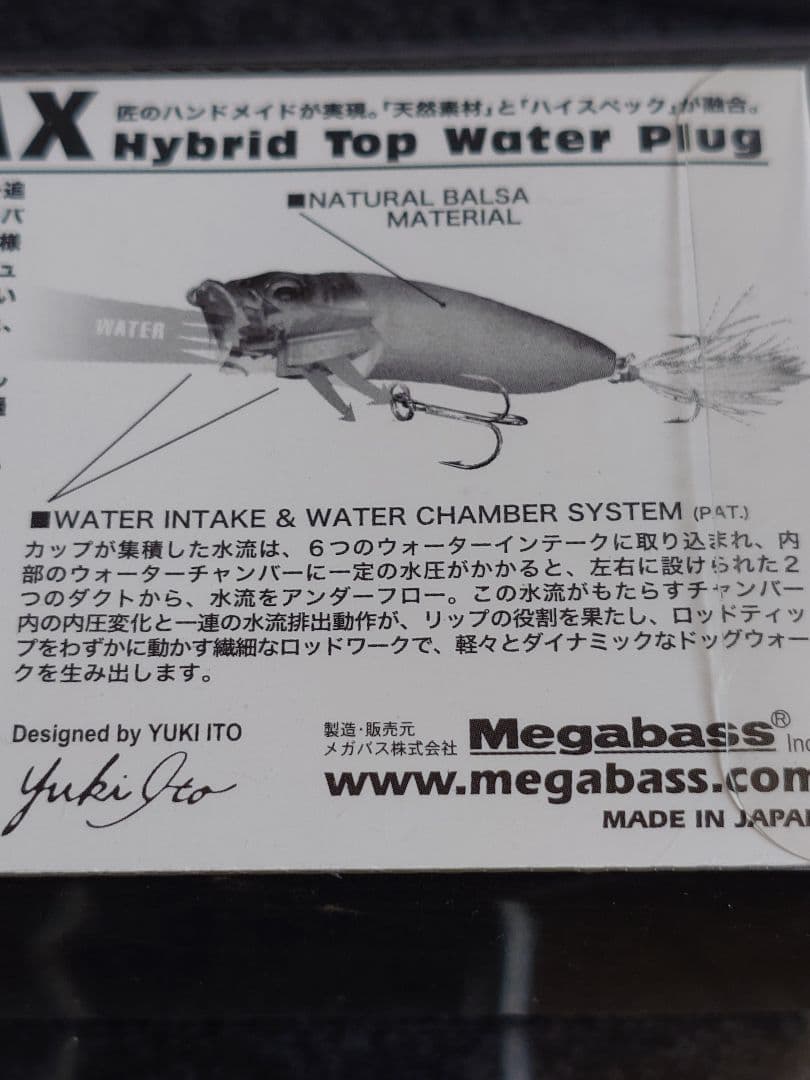 AX
匠のハンドメイドが実現。「天然素材」と「ハイスペック」が融合。
Hybrid Top Water Plug
追
パ
様
ュ
い
■NATURAL BALSA
MATERIAL
WATER
■WATER INTAKE & WATER CHAMBER SYSTEM (PAT.)
カップが集積した水流は、6つのウォーターインテークに取り込まれ、内
部のウォーターチャンバーに一定の水圧がかかると、左右に設けられた2
つのダクトから、水流をアンダーフロー。この水流がもたらすチャンバー
内の内圧変化と一連の水流排出動作が、リップの役割を果たし、ロッドティッ
プをわずかに動かす繊細なロッドワークで、軽々とダイナミックなドッグウォー
クを生み出します。
Designed by YUKI ITO
Yuki Ito
製造・販売元
メガバス株式会社
Megabass® Inc
www.megabass.com
MADE IN JAPAN